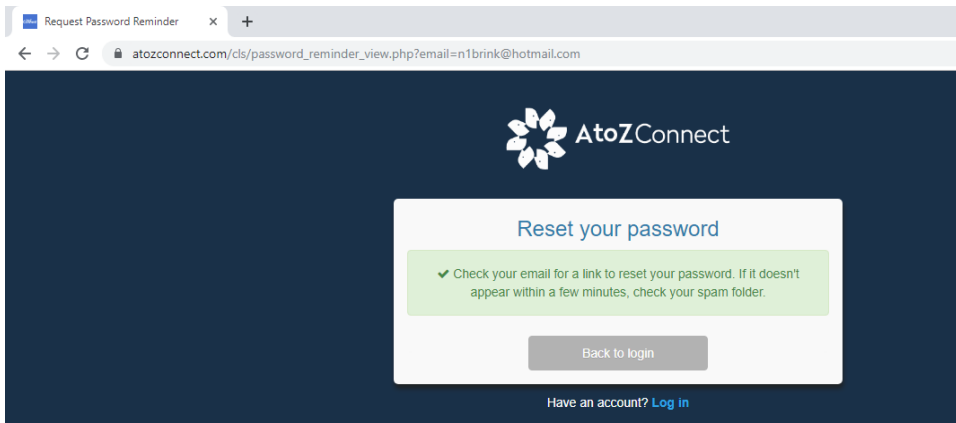 Request Password Reminder
atozconnect.com/cls/password_reminder_view.php?email=n1brink@hotmail.com
AtoZConnect
Reset your password
Check your email for a link to reset your password. If it doesn't
appear within a few minutes, check your spam folder.
Back to login
Have an account? Log in